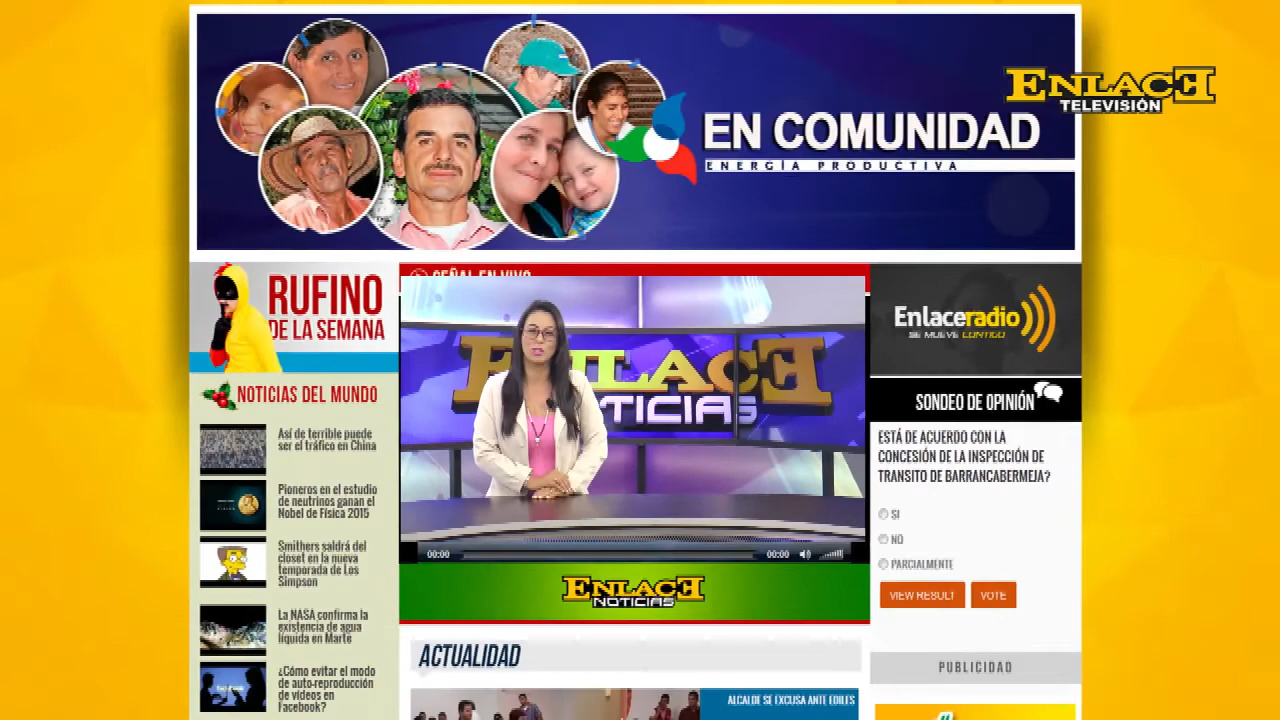 EN COMUNIDAD
ENERGÍA PRODUCTIVA
ENLACE
TELEVISIÓN
RUFINO
DE LA SEMANA
NOTICIAS DEL MUNDO
Así de terrible puede
ser el tráfico en China
Pioneros en el estudio
de neutrinos ganan el
Nobel de Física 2015
Smithers saldrá del
closet en la nueva
temporada de Los
Simpson
La NASA confirma la
existencia de agua
líquida en Marte
¿Cómo evitar el modo
de auto-reproducción
de vídeos en
Facebook?
SEÑAL EN VIVO
ENLACE
NOTICIAS
00:00
00:00
ENLACE
NOTICIAS
ACTUALIDAD
ALCALDE SE EXCUSA ANTE EDILES
Enlaceradio
SE MUEVE CONTIGO
SONDEO DE OPINIÓN
ESTÁ DE ACUERDO CON LA
CONCESIÓN DE LA INSPECCIÓN DE
TRANSITO DE BARRANCABERMEJA?
SI
NO
PARCIALMENTE
VIEW RESULT
VOTE
PUBLICIDAD